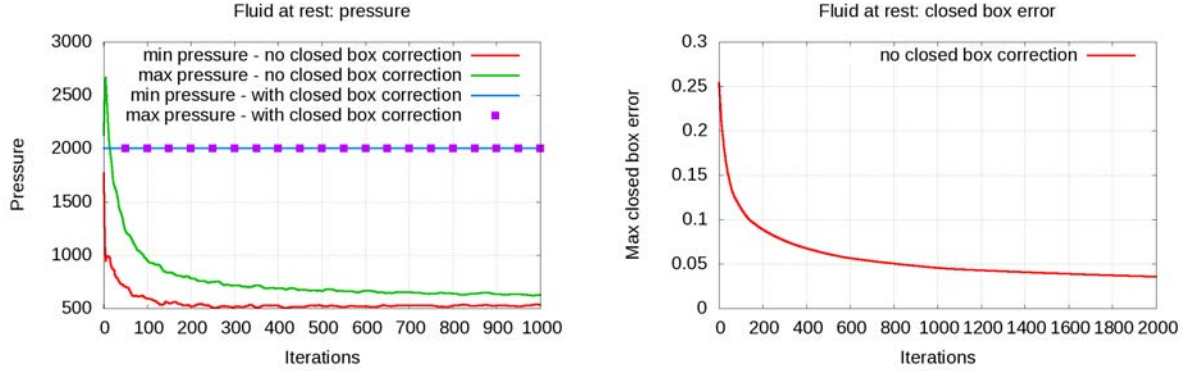 Fluid at rest: pressure
3000
2500
2000
1500
1000
500
Pressure
min pressure - no closed box correction
max pressure - no closed box correction
min pressure - with closed box correction
max pressure - with closed box correction
0 100 200 300 400 500 600 700 800 900 1000
Iterations
Fluid at rest: closed box error
0.3
0.25
0.2
0.15
0.1
0.05
0
Max closed box error
no closed box correction
0 200 400 600 800 1000 1200 1400 1600 1800 2000
Iterations